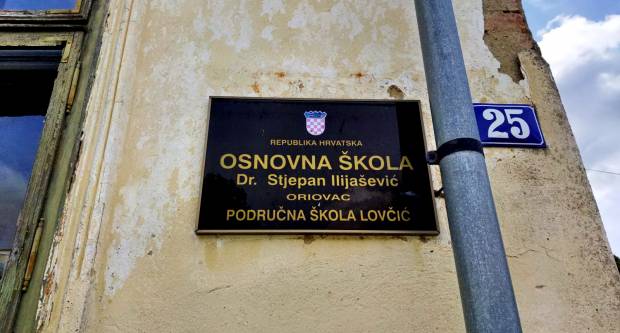 REPUBLIKA HRVATSKA
OSNOVNA ŠKOLA
Dr. Stjepan Ilijašević
ORIOVAC
PODRUČNA ŠKOLA LOVČIĆ
25